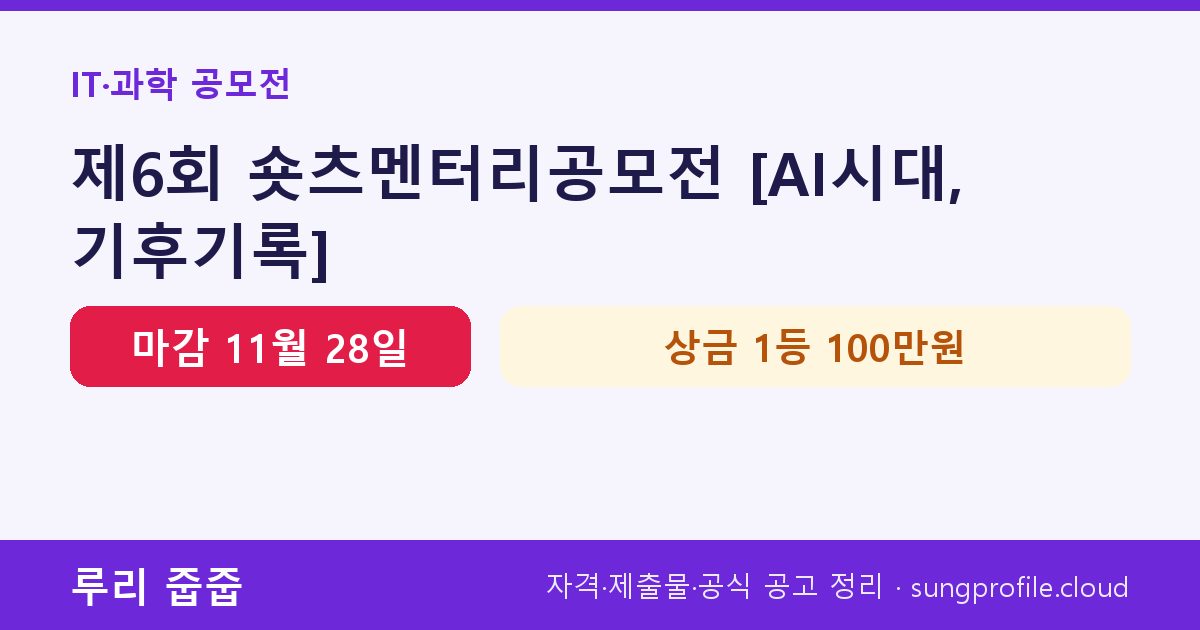 IT·과학 공모전
제6회 숏츠멘터리공모전 [AI시대,
기후기록]
마감 11월 28일
상금 1등 100만원
루리 줍줍
자격·제출물·공식 공고 정리 · sungprofile.cloud